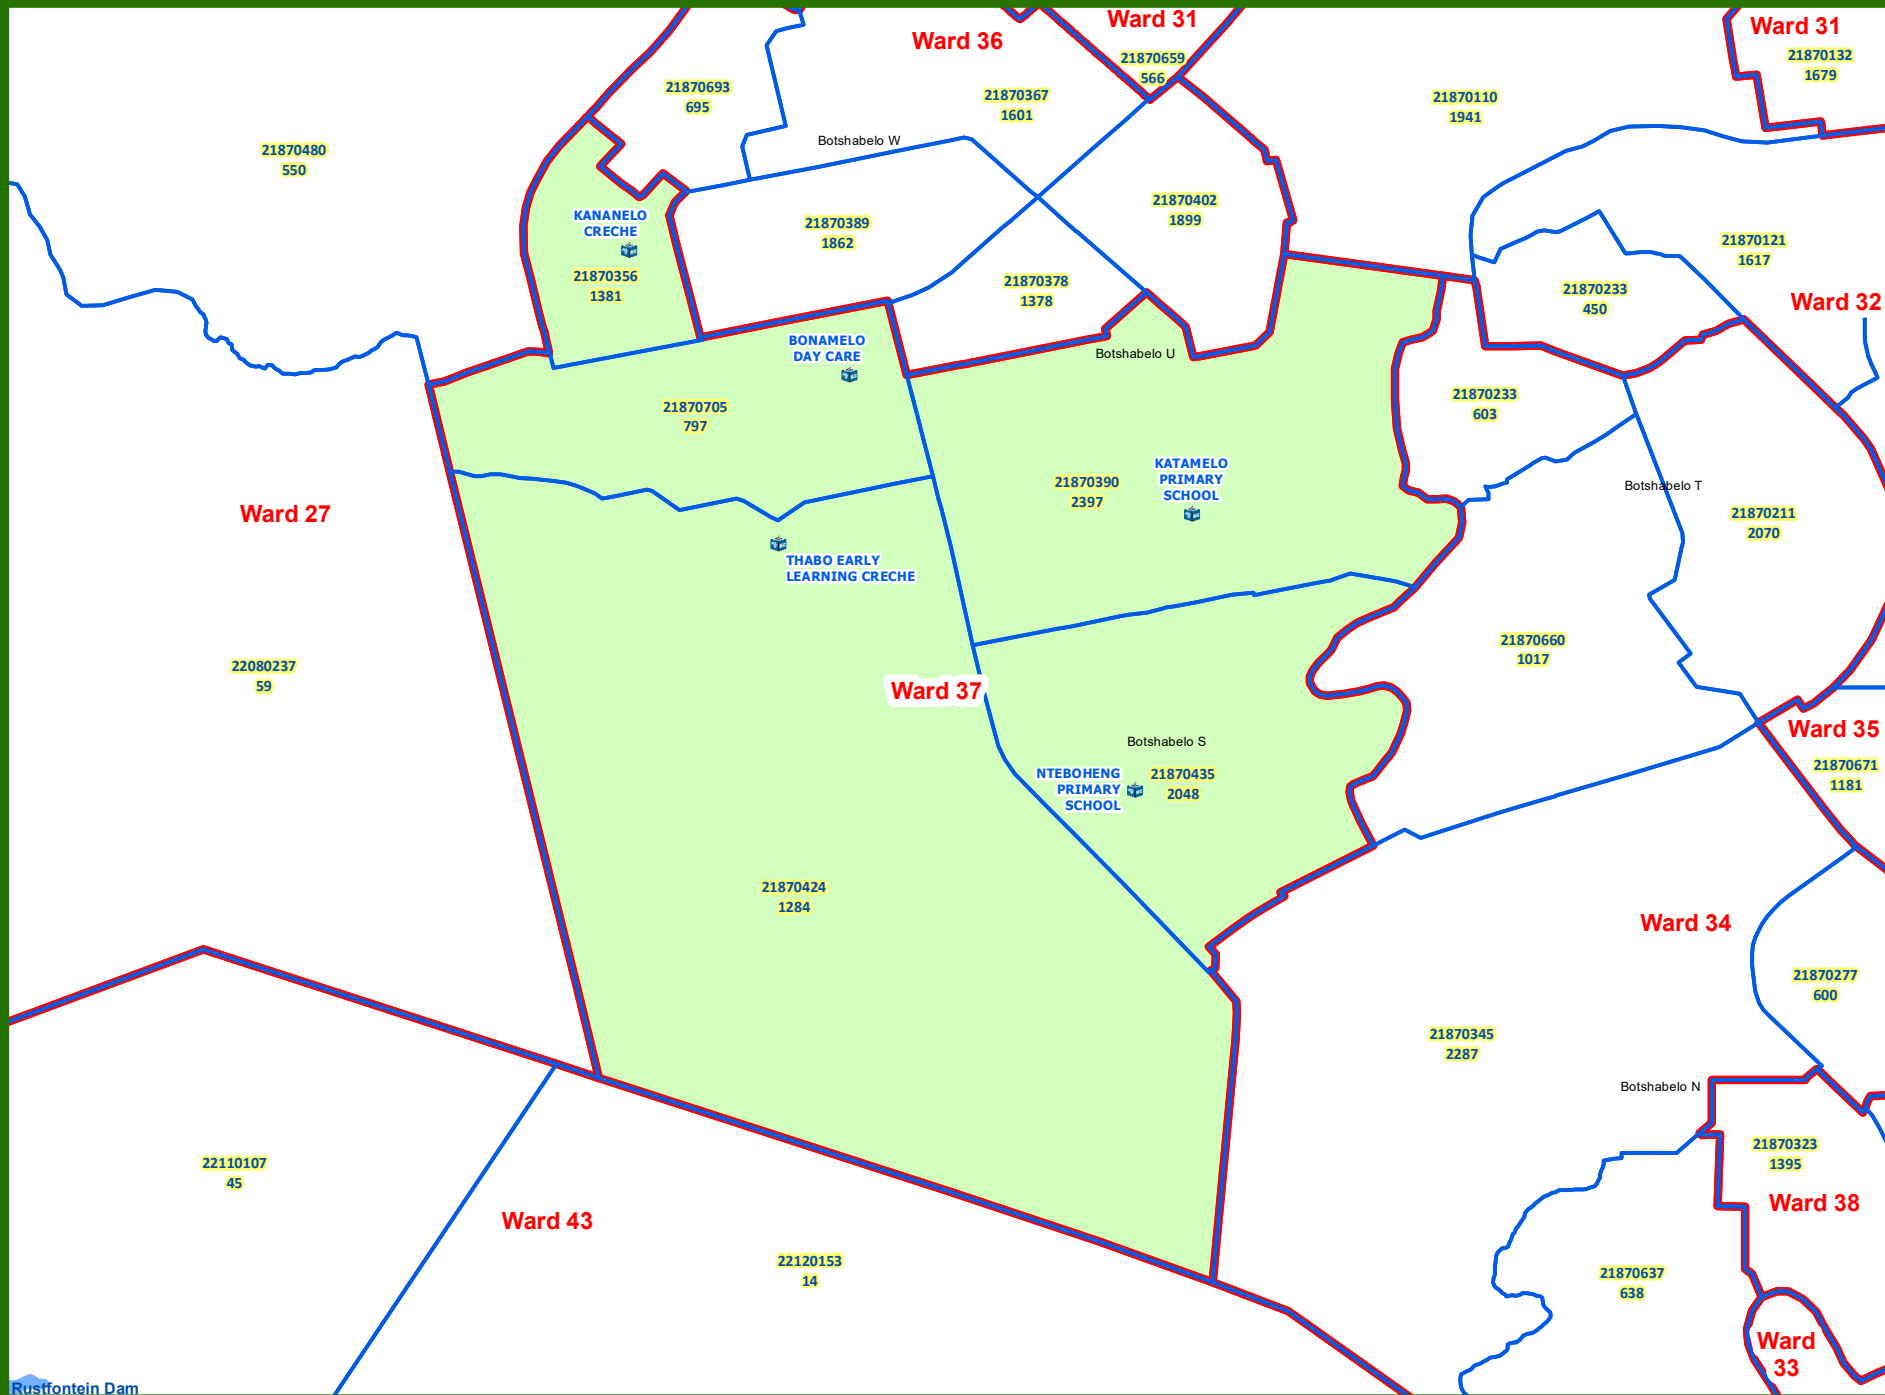 Ward 31
Ward 31
Ward 36
21870132
1679
21870659
566
21870693
695
21870367
1601
21870110
1941
Botshabelo W
21870480
550
21870402
1899
KANANELO
CRECHE
21870389
1862
21870121
1617
21870356
1381
21870378
1378
21870233
450
Ward 32
BONAMELO
DAY CARE
Botshabelo U
21870705
797
21870233
603
KATAMELO
PRIMARY
SCHOOL
21870390
2397
Botshabelo T
Ward 27
21870211
2070
THABO EARLY
LEARNING CRECHE
21870660
1017
22080237
59
Ward 37
Ward 35
Botshabelo S
NTEBOHENG
PRIMARY
SCHOOL
21870435
2048
21870671
1181
21870424
1284
Ward 34
21870277
600
21870345
2287
Botshabelo N
21870323
1395
22110107
45
Ward 38
Ward 43
22120153
14
21870637
638
Ward
33
Rustfontein Dam